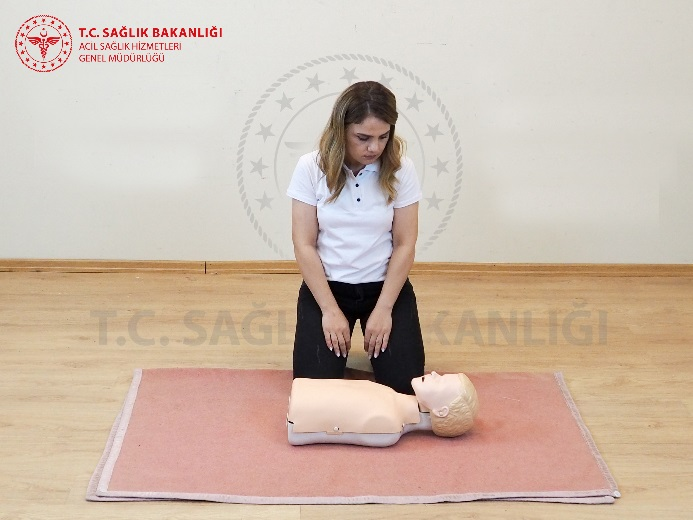 T.C. SAĞLIK BAKANLIĞI
ACİL SAĞLIK HİZMETLERİ
GENEL MÜDÜRLÜĞÜ
T.C. SAĞLIK BAKANLIĞI